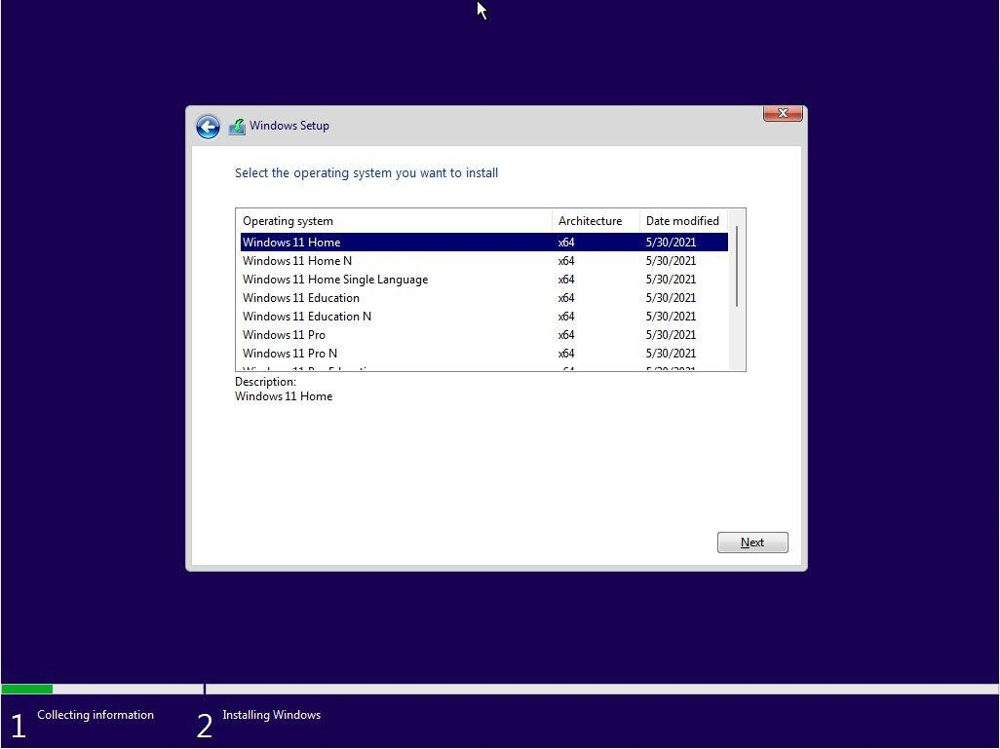 Windows Setup
Select the operating system you want to install
Operating system Architecture Date modified
Windows 11 Home x64 5/30/2021
Windows 11 Home N x64 5/30/2021
Windows 11 Home Single Language x64 5/30/2021
Windows 11 Education x64 5/30/2021
Windows 11 Education N x64 5/30/2021
Windows 11 Pro x64 5/30/2021
Windows 11 Pro N x64 5/30/2021
Description:
Windows 11 Home
Next
1 Collecting information 2 Installing Windows